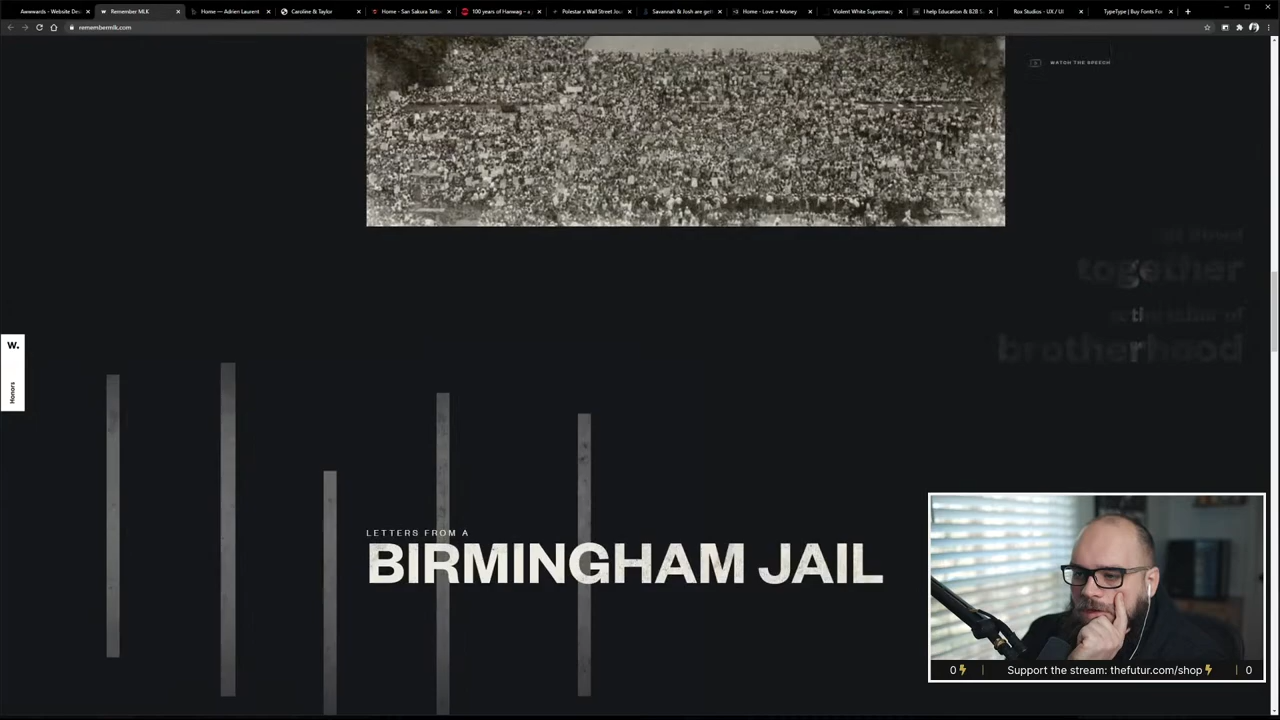 Awwwards - Website De
Remember MLK
Home — Adrien Laurent
Caroline & Taylor
Home - San Sakura Tatto
100 years of Hanwag – a
Polestar x Wall Street Jou
Savannah & Josh are get
Home - Love + Money
Violent White Suprema
I help Education & B2B S
Rox Studios - UX / UI
TypeType | Buy Fonts Fo
remembermlk.com
WATCH THE SPEECH
together
brotherhood
W.
Honors
LETTERS FROM A
BIRMINGHAM JAIL
0 Support the stream: thefutur.com/shop 0